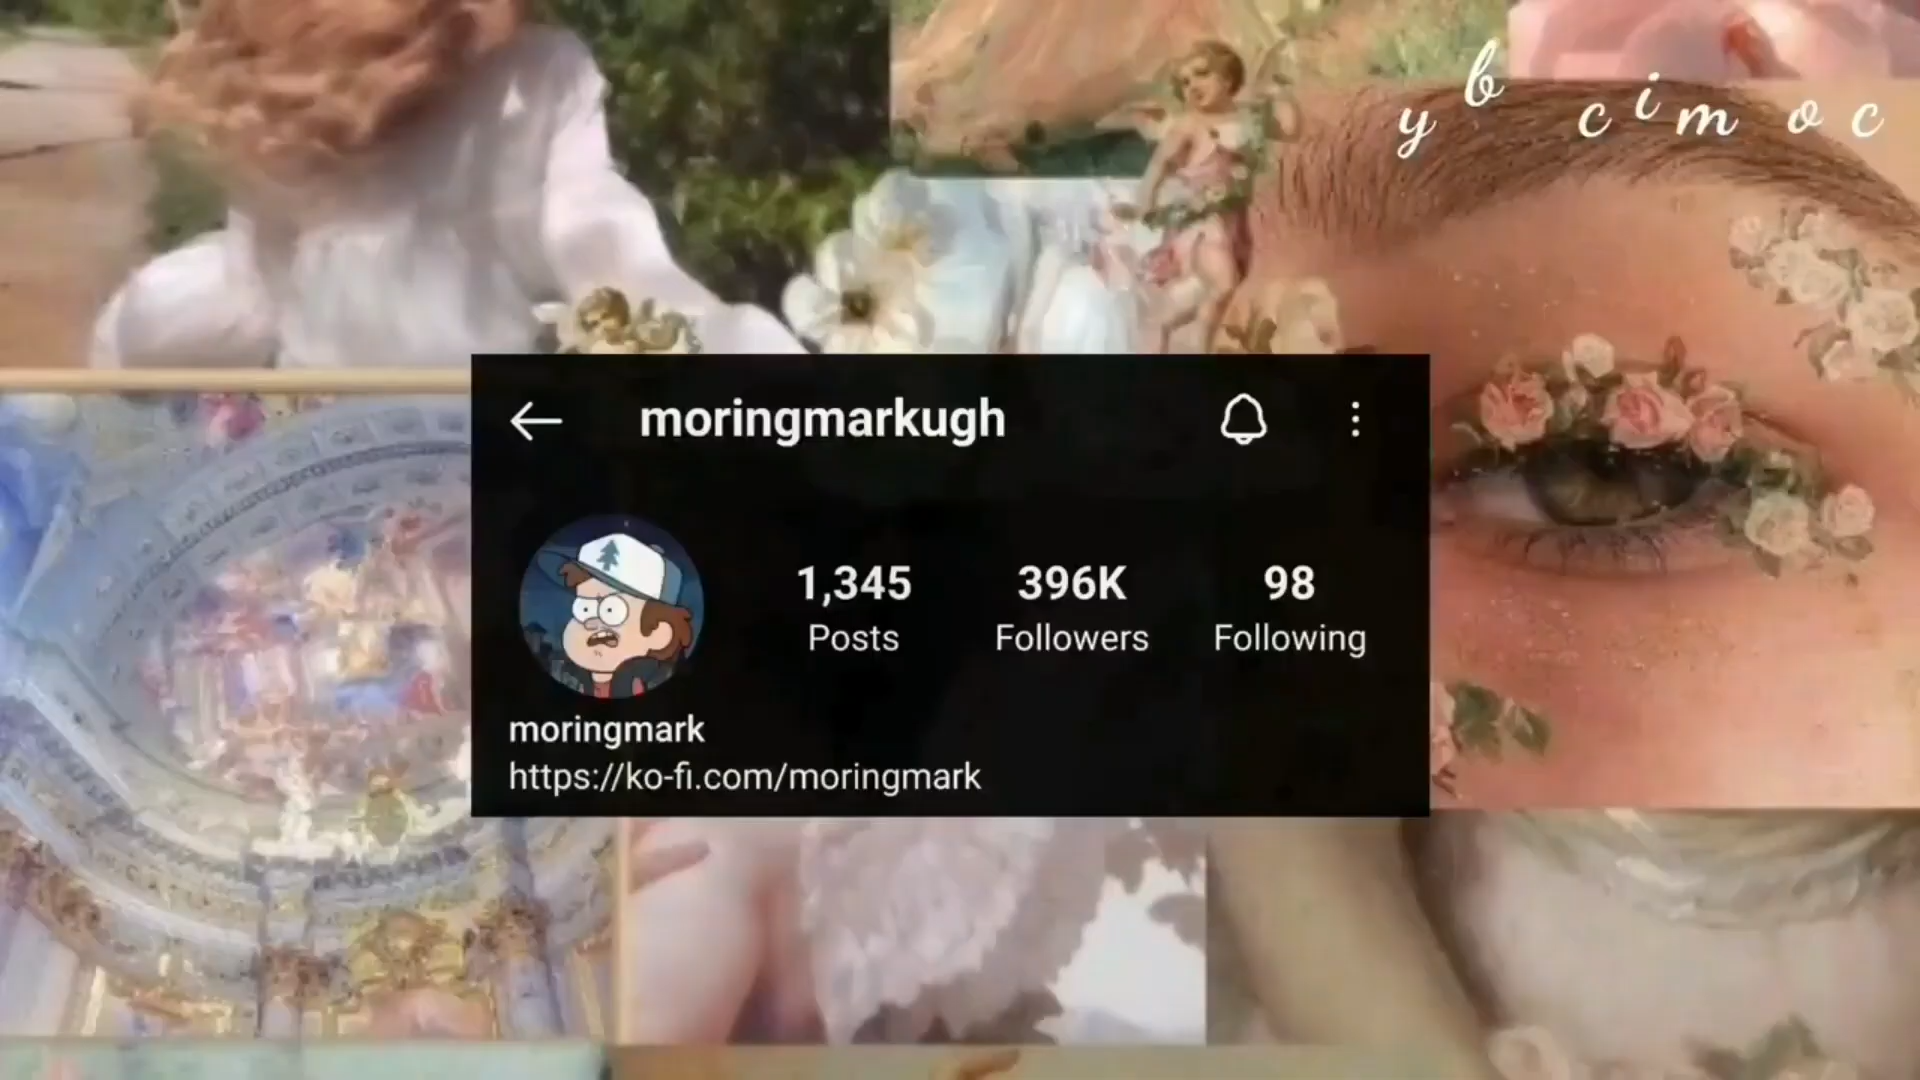 y b c i m o c
moringmarkugh
1,345 396K 98
Posts Followers Following
moringmark
https://ko-fi.com/moringmark